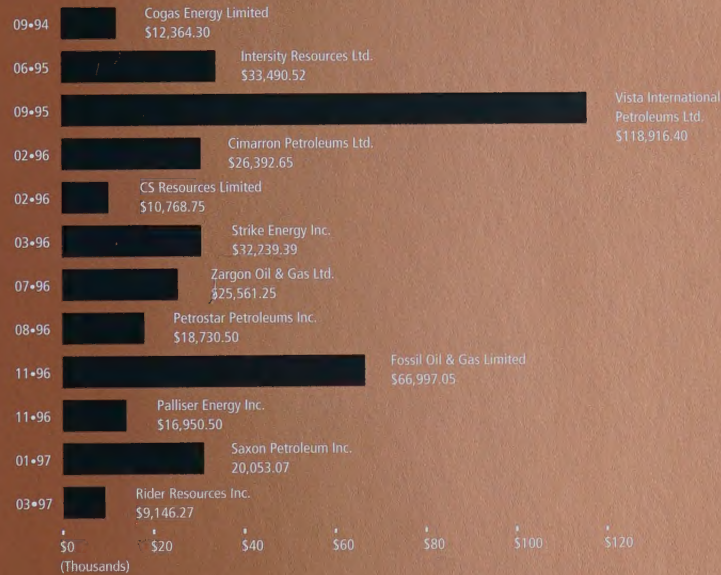 09•94
Cogas Energy Limited
$12,364.30
06•95
Intersity Resources Ltd.
$33,490.52
09•95
Vista International
Petroleums Ltd.
$118,916.40
02•96
Cimarron Petroleums Ltd.
$26,392.65
02•96
CS Resources Limited
$10,768.75
03•96
Strike Energy Inc.
$32,239.39
07•96
Zargon Oil & Gas Ltd.
$25,561.25
08•96
Petrostar Petroleums Inc.
$18,730.50
11•96
Fossil Oil & Gas Limited
$66,997.05
11•96
Palliser Energy Inc.
$16,950.50
01•97
Saxon Petroleum Inc.
20,053.07
03•97
Rider Resources Inc.
$9,146.27
$0 $20 $40 $60 $80 $100 $120
(Thousands)